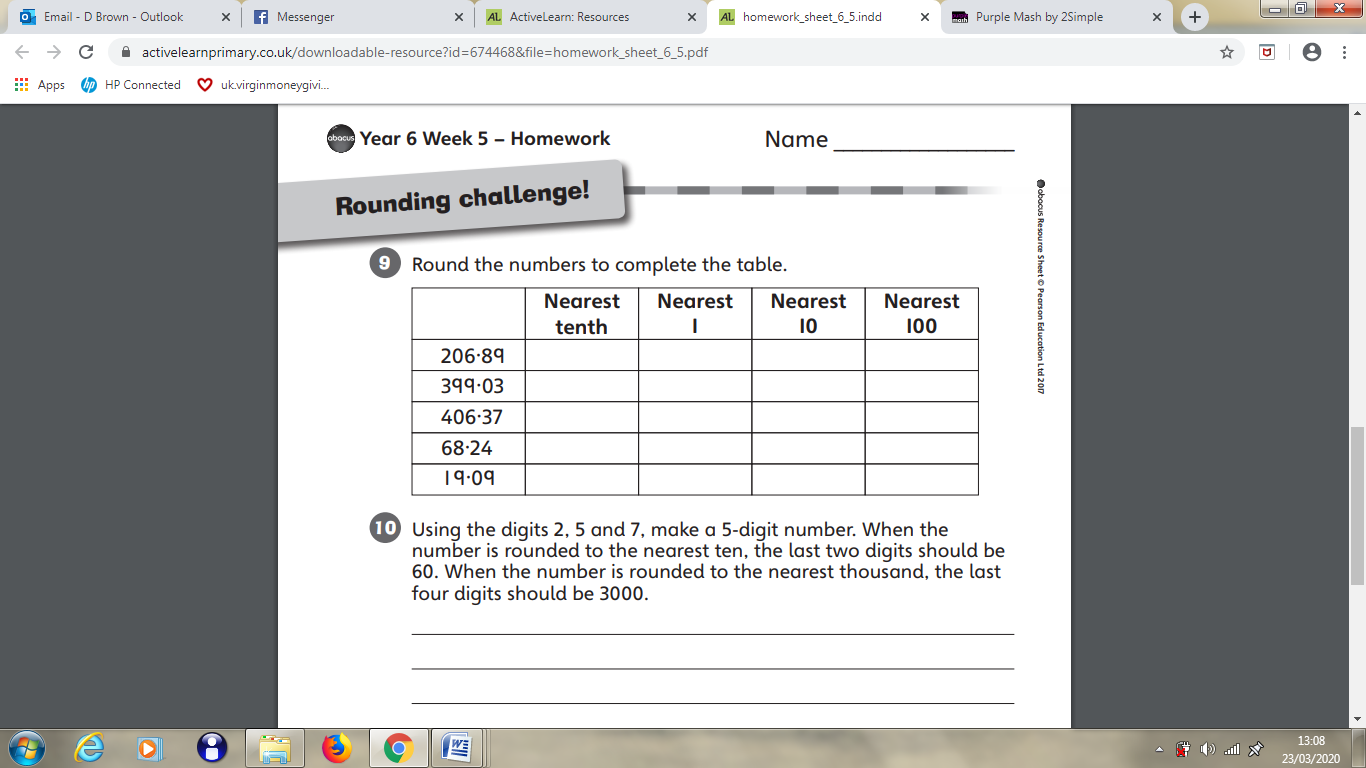 Email - D Brown - Outlook
Messenger
ActiveLearn: Resources
homework_sheet_6_5.indd
Purple Mash by 2Simple
activelearnprimary.co.uk/downloadable-resource?id=674468&file=homework_sheet_6_5.pdf
Apps
HP Connected
uk.virginmoneygivi...
abacus
Year 6 Week 5 – Homework
Name
Rounding challenge!
abacus Resource Sheet © Pearson Education Ltd 2017
9 Round the numbers to complete the table.
Nearest tenth
Nearest 1
Nearest 10
Nearest 100
206·89
399·03
406·37
68·24
19·09
10 Using the digits 2, 5 and 7, make a 5-digit number. When the
number is rounded to the nearest ten, the last two digits should be
60. When the number is rounded to the nearest thousand, the last
four digits should be 3000.
13:08
23/03/2020